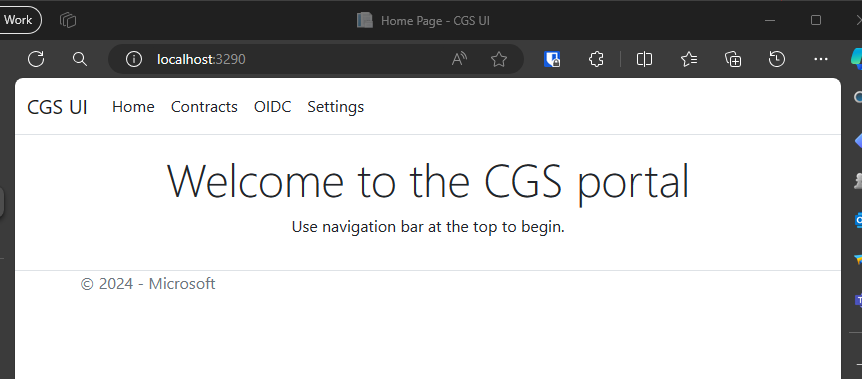 Work
Home Page - CGS UI
localhost:3290
CGS UI Home Contracts OIDC Settings
Welcome to the CGS portal
Use navigation bar at the top to begin.
© 2024 - Microsoft